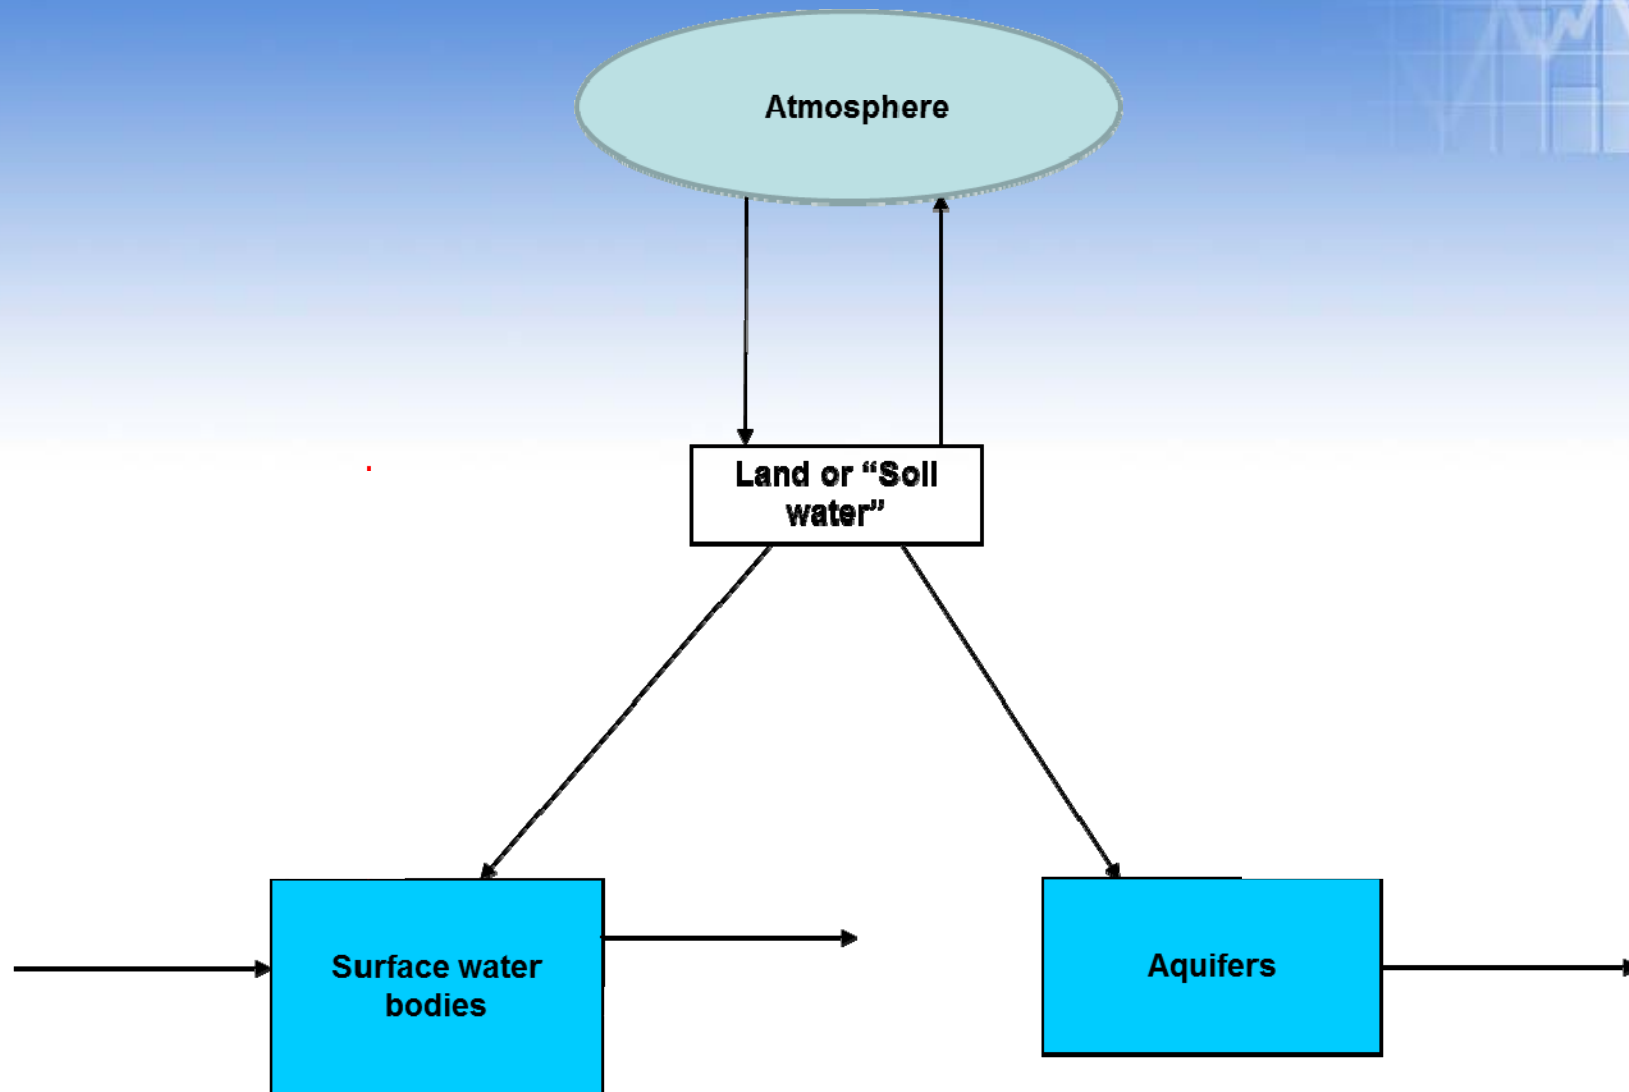 Atmosphere
Land or “Soil
water”
Surface water
bodies
Aquifers